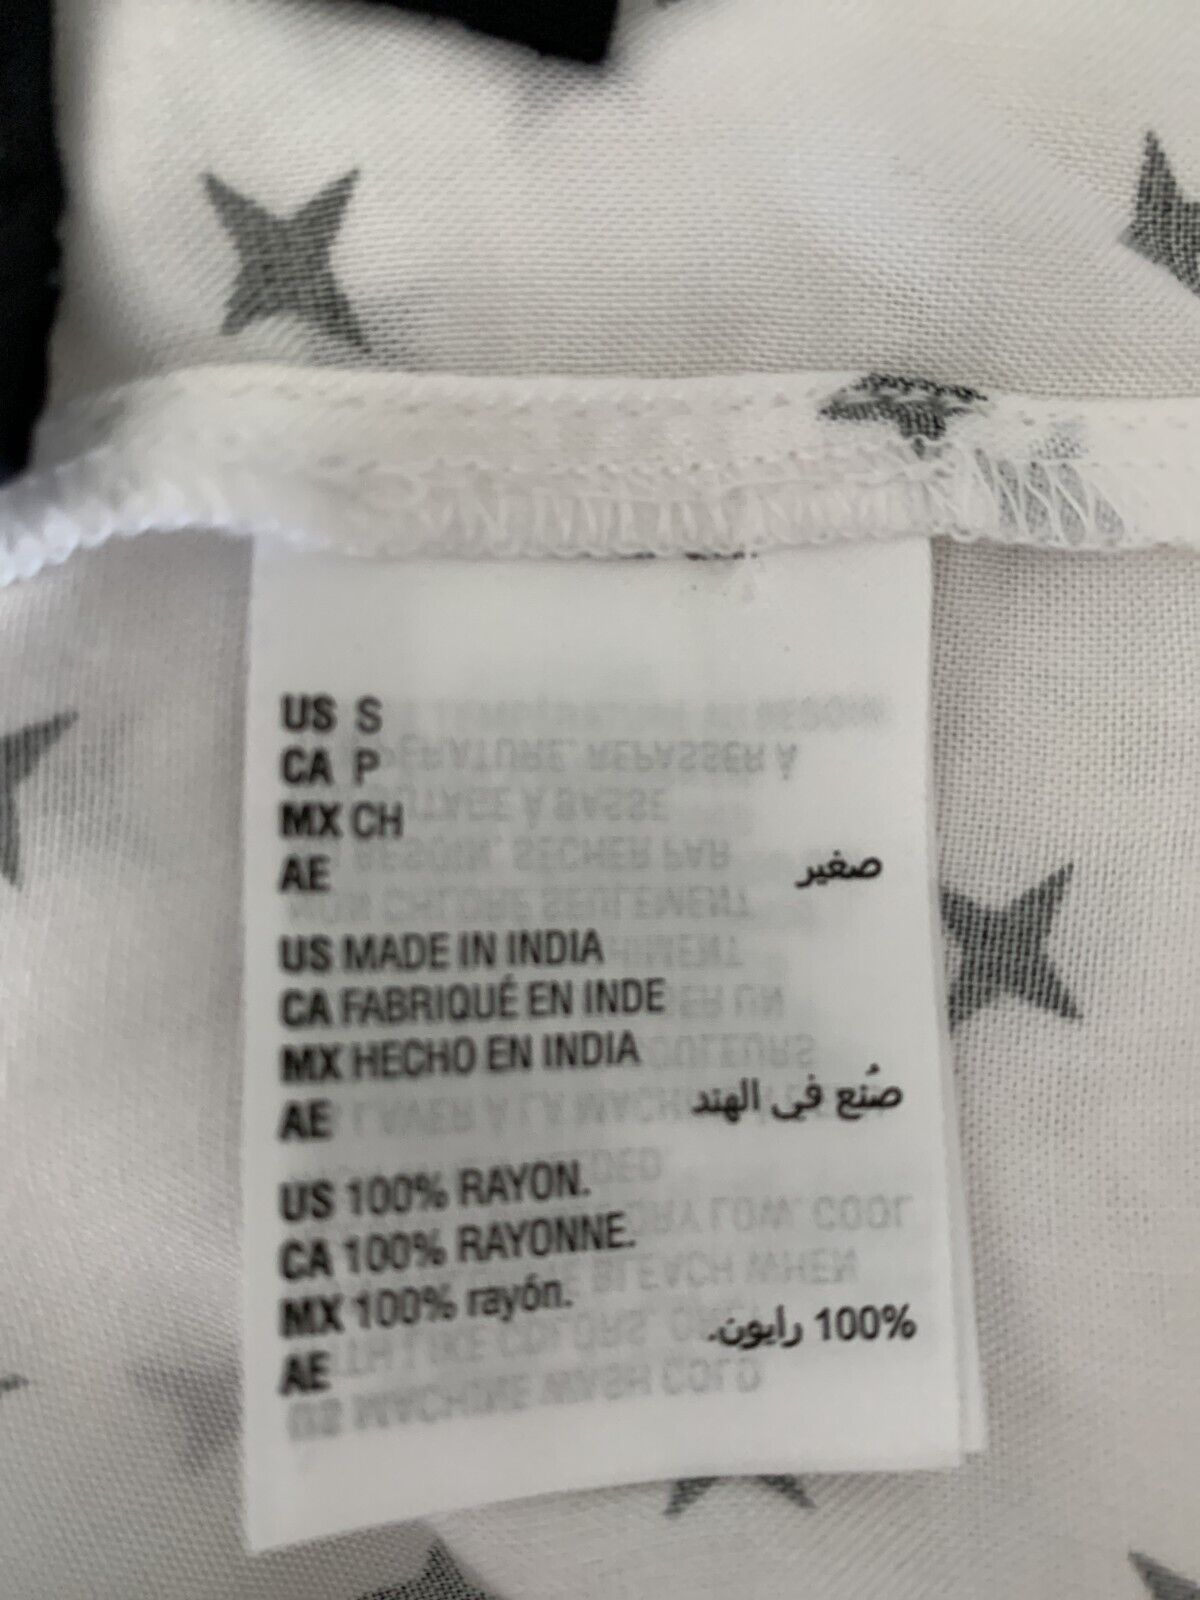 US S
CA P
MX CH
AE صغير
US MADE IN INDIA
CA FABRIQUÉ EN INDE
MX HECHO EN INDIA
AE صُنع في الهند
US 100% RAYON.
CA 100% RAYONNE.
MX 100% rayón.
AE 100% رايون.